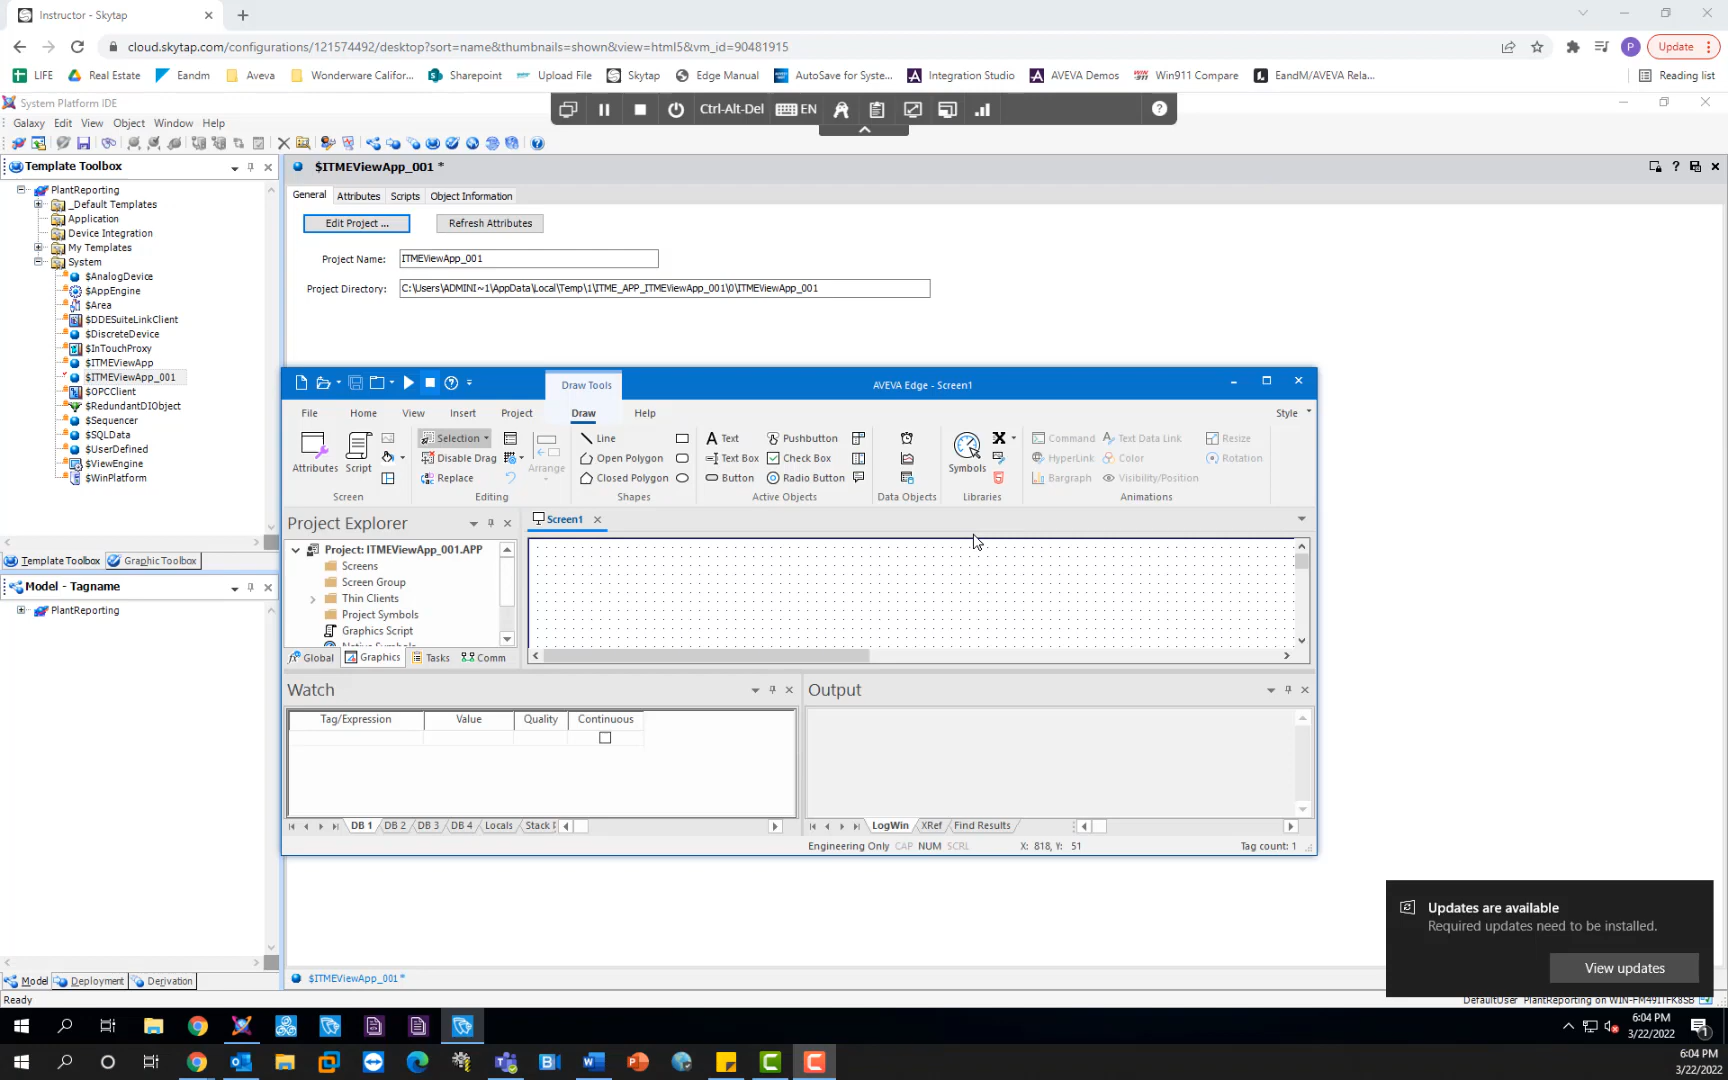 Instructor - Skytap
cloud.skytap.com/configurations/121574492/desktop?sort=name&thumbnails=shown&view=html5&vm_id=90481915
P
Update
LIFE
Real Estate
Eandm
Aveva
Wonderware Califor...
Sharepoint
Upload File
Skytap
Edge Manual
AutoSave for Syste...
Integration Studio
AVEVA Demos
Win911 Compare
EandM/AVEVA Rela...
Reading list
System Platform IDE
Ctrl-Alt-Del
EN
Galaxy Edit View Object Window Help
Template Toolbox
$ITMEViewApp_001 *
PlantReporting
_Default Templates
Application
Device Integration
My Templates
System
$AnalogDevice
$AppEngine
$Area
$DDESuiteLinkClient
$DiscreteDevice
$InTouchProxy
$ITMEViewApp
$ITMEViewApp_001
$OPCClient
$RedundantDIObject
$Sequencer
$SQLData
$UserDefined
$ViewEngine
$WinPlatform
General Attributes Scripts Object Information
Edit Project ...
Refresh Attributes
Project Name: ITMEViewApp_001
Project Directory: C:\Users\ADMINI~1\AppData\Local\Temp\1\ITME_APP_ITMEViewApp_001\0\ITMEViewApp_001
Template Toolbox Graphic Toolbox
Model - Tagname
PlantReporting
Model Deployment Derivation
Draw Tools
AVEVA Edge - Screen1
File Home View Insert Project Draw Help
Style
Attributes
Script
Screen
Selection
Disable Drag
Replace
Arrange
Editing
Line
Open Polygon
Closed Polygon
Shapes
Text
Text Box
Button
Pushbutton
Check Box
Radio Button
Active Objects
Data Objects
Symbols
Libraries
Command
HyperLink
Bargraph
Text Data Link
Color
Visibility/Position
Resize
Rotation
Animations
Project Explorer
Screen1
Project: ITMEViewApp_001.APP
Screens
Screen Group
Thin Clients
Project Symbols
Graphics Script
Global Graphics Tasks Comm
Watch
Tag/Expression Value Quality Continuous
DB 1 DB 2 DB 3 DB 4 Locals Stack
Output
LogWin XRef Find Results
Engineering Only CAP NUM SCRL X: 818, Y: 51 Tag count: 1
Updates are available
Required updates need to be installed.
View updates
$ITMEViewApp_001 *
Ready
DefaultUser PlantReporting on WIN-FM49ITFK8SB
6:04 PM
3/22/2022
6:04 PM
3/22/2022